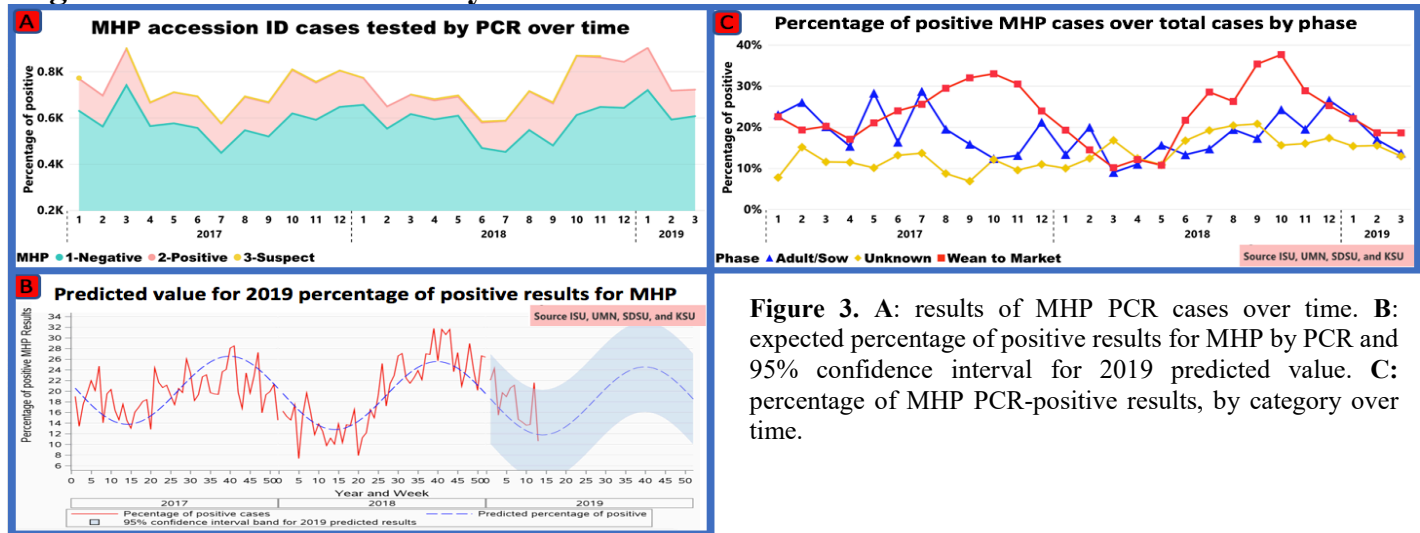 A
MHP accession ID cases tested by PCR over time
Percentage of positive
0.8K
0.6K
0.4K
0.2K
1 2 3 4 5 6 7 8 9 10 11 12 1 2 3 4 5 6 7 8 9 10 11 12 1 2 3
2017 2018 2019
MHP 1-Negative 2-Positive 3-Suspect
C
Percentage of positive MHP cases over total cases by phase
Percentage of positive
40%
30%
20%
10%
0%
1 2 3 4 5 6 7 8 9 10 11 12 1 2 3 4 5 6 7 8 9 10 11 12 1 2 3
2017 2018 2019
Phase Adult/Sow Unknown Wean to Market
Source ISU, UMN, SDSU, and KSU
B
Predicted value for 2019 percentage of positive results for MHP
Source ISU, UMN, SDSU, and KSU
Percentage of positive MHP Results
34
32
30
28
26
24
22
20
18
16
14
12
10
8
6
0 5 10 15 20 25 30 35 40 45 50 0 5 10 15 20 25 30 35 40 45 50 0 5 10 15 20 25 30 35 40 45 50
Year and Week
2017 2018 2019
Pecentage of positive cases Predicted percentage of positive
95% confidence interval band for 2019 predicted results
Figure 3. A: results of MHP PCR cases over time. B:
expected percentage of positive results for MHP by PCR and
95% confidence interval for 2019 predicted value. C:
percentage of MHP PCR-positive results, by category over
time.